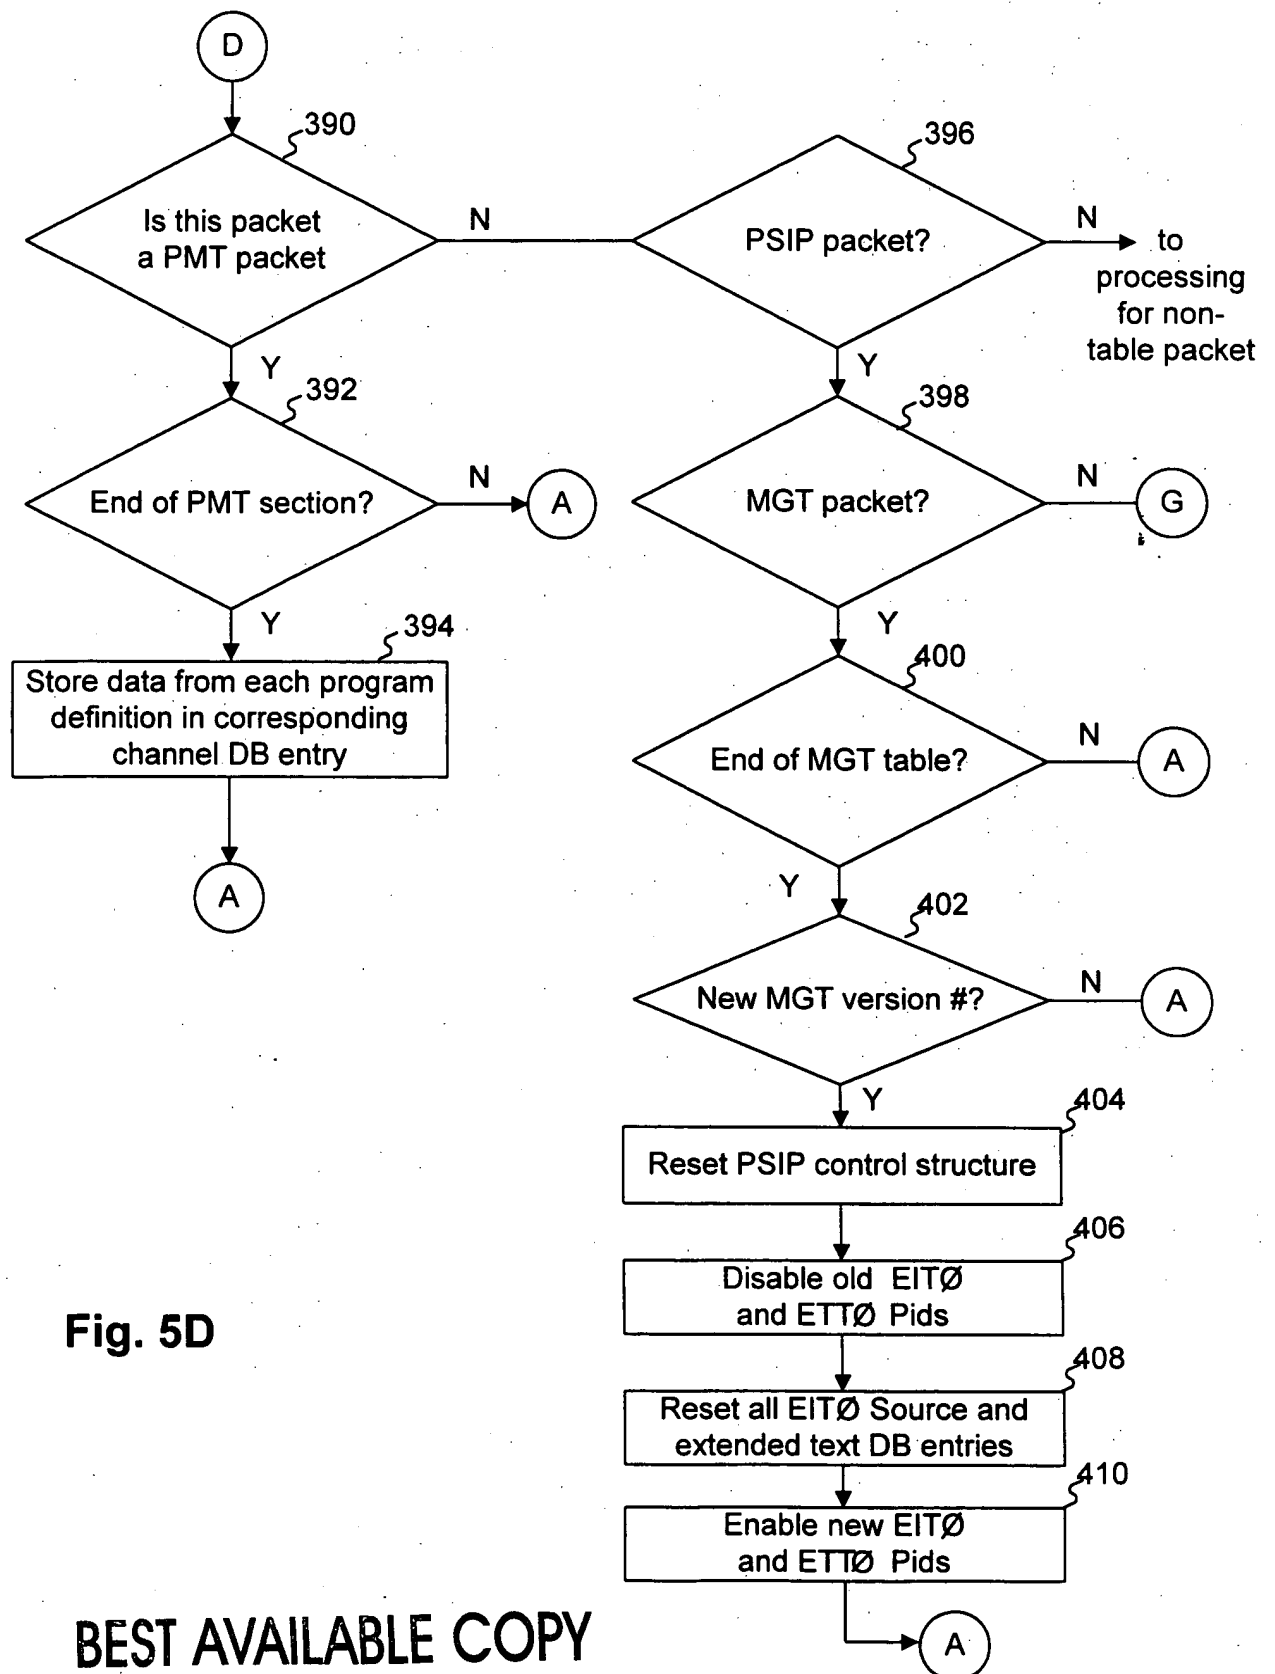 D
390
Is this packet
a PMT packet
N
396
PSIP packet?
N
to
processing
for non-
table packet
Y
392
End of PMT section?
N
A
Y
398
MGT packet?
N
G
Y
394
Store data from each program
definition in corresponding
channel DB entry
A
Y
400
End of MGT table?
N
A
Y
402
New MGT version #?
N
A
Y
404
Reset PSIP control structure
406
Disable old EITØ
and ETTØ Pids
408
Reset all EITØ Source and
extended text DB entries
410
Enable new EITØ
and ETTØ Pids
A
Fig. 5D
BEST AVAILABLE COPY